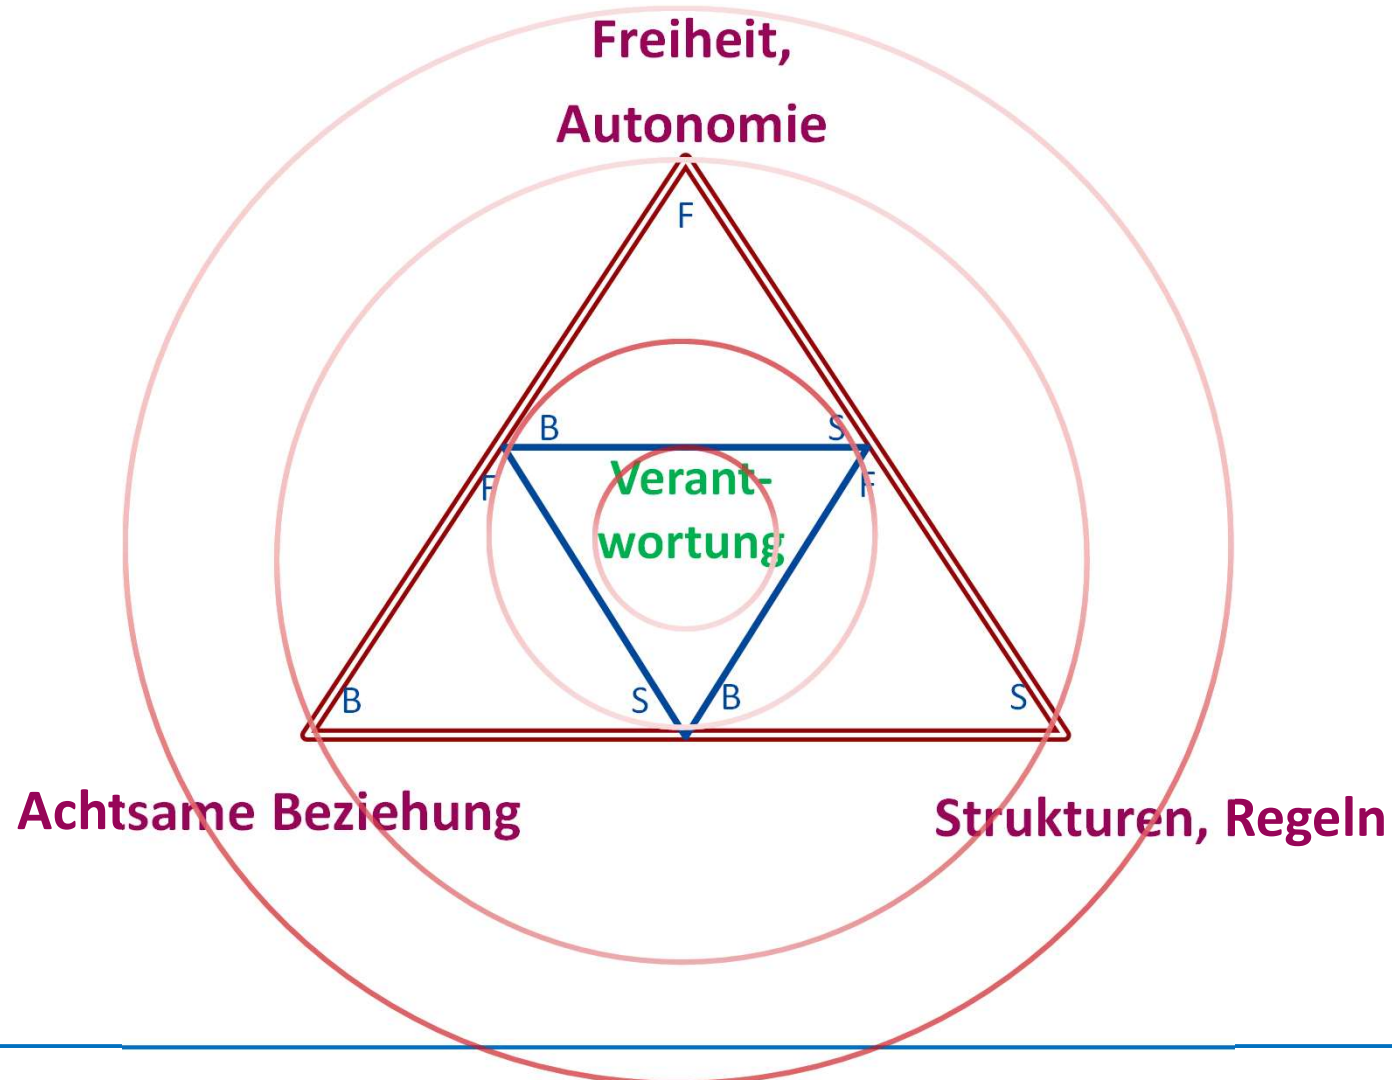 Freiheit,
Autonomie
F
B S
Verant-
F F
wortung
B S B S
Achtsame Beziehung
Strukturen, Regeln